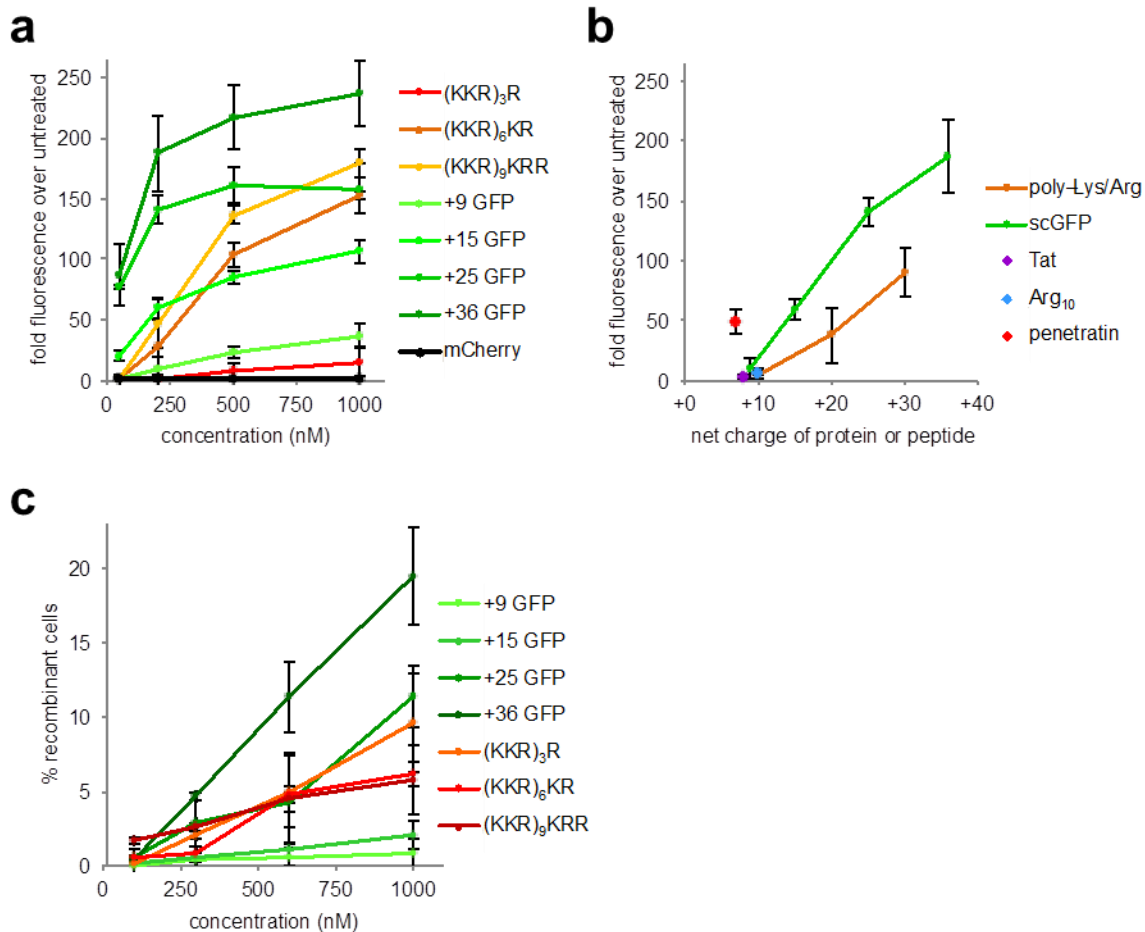 a
fold fluorescence over untreated
250
200
150
100
50
0
0 250 500 750 1000
concentration (nM)
(KKR)₃R
(KKR)₆KR
(KKR)₉KRR
+9 GFP
+15 GFP
+25 GFP
+36 GFP
mCherry
b
fold fluorescence over untreated
250
200
150
100
50
0
+0 +10 +20 +30 +40
net charge of protein or peptide
poly-Lys/Arg
scGFP
Tat
Arg₁₀
penetratin
c
% recombinant cells
20
15
10
5
0
0 250 500 750 1000
concentration (nM)
+9 GFP
+15 GFP
+25 GFP
+36 GFP
(KKR)₃R
(KKR)₆KR
(KKR)₉KRR